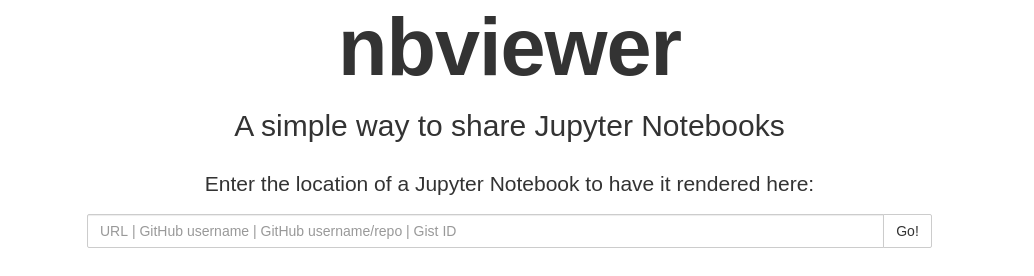 nbviewer
A simple way to share Jupyter Notebooks
Enter the location of a Jupyter Notebook to have it rendered here:
URL | GitHub username | GitHub username/repo | Gist ID Go!